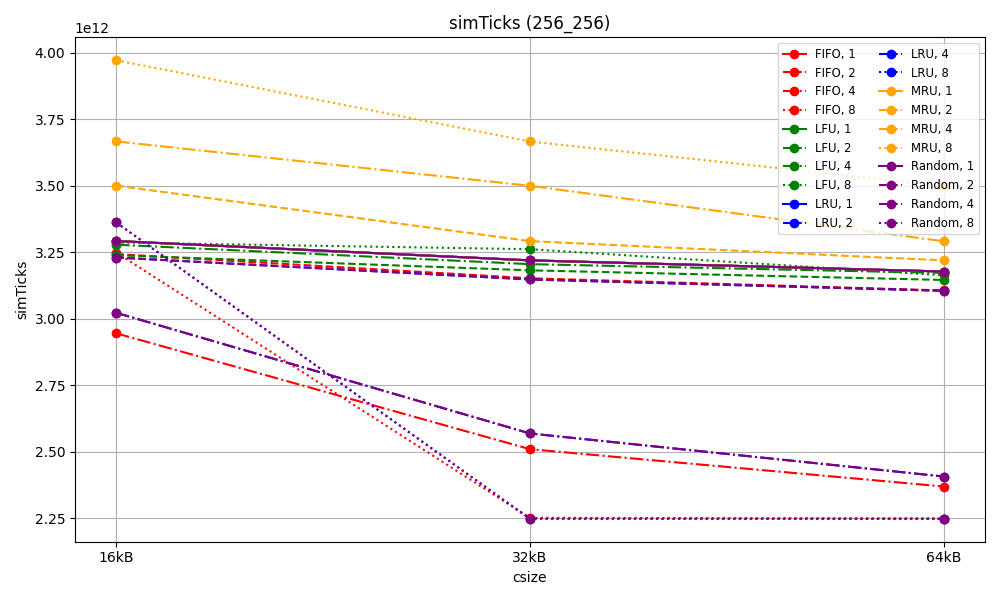 simTicks (256_256)
1e12
4.00
3.75
3.50
3.25
3.00
2.75
2.50
2.25
simTicks
16kB
32kB
64kB
csize
FIFO, 1
FIFO, 2
FIFO, 4
FIFO, 8
LFU, 1
LFU, 2
LFU, 4
LFU, 8
LRU, 1
LRU, 2
LRU, 4
LRU, 8
MRU, 1
MRU, 2
MRU, 4
MRU, 8
Random, 1
Random, 2
Random, 4
Random, 8